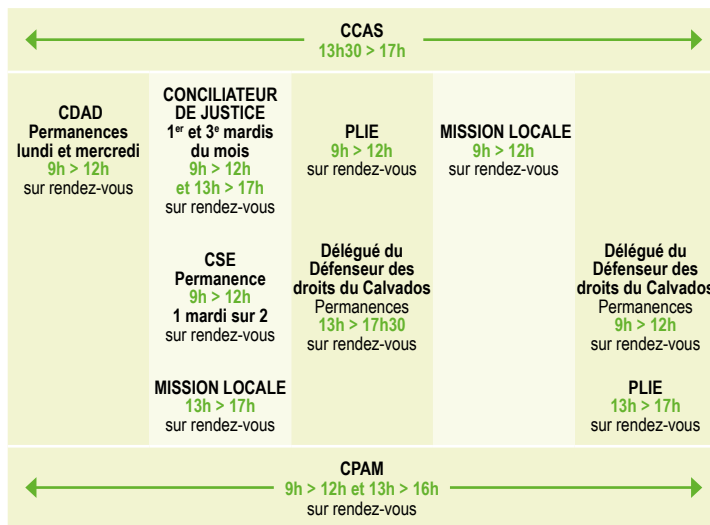 CCAS
13h30 > 17h
CDAD
Permanences
lundi et mercredi
9h > 12h
sur rendez-vous
CONCILIATEUR
DE JUSTICE
1er et 3e mardis
du mois
9h > 12h
et 13h > 17h
sur rendez-vous
CSE
Permanence
9h > 12h
1 mardi sur 2
sur rendez-vous
MISSION LOCALE
13h > 17h
sur rendez-vous
PLIE
9h > 12h
sur rendez-vous
Délégué du
Défenseur des
droits du Calvados
Permanences
13h > 17h30
sur rendez-vous
MISSION LOCALE
9h > 12h
sur rendez-vous
Délégué du
Défenseur des
droits du Calvados
Permanences
9h > 12h
sur rendez-vous
PLIE
13h > 17h
sur rendez-vous
CPAM
9h > 12h et 13h > 16h
sur rendez-vous